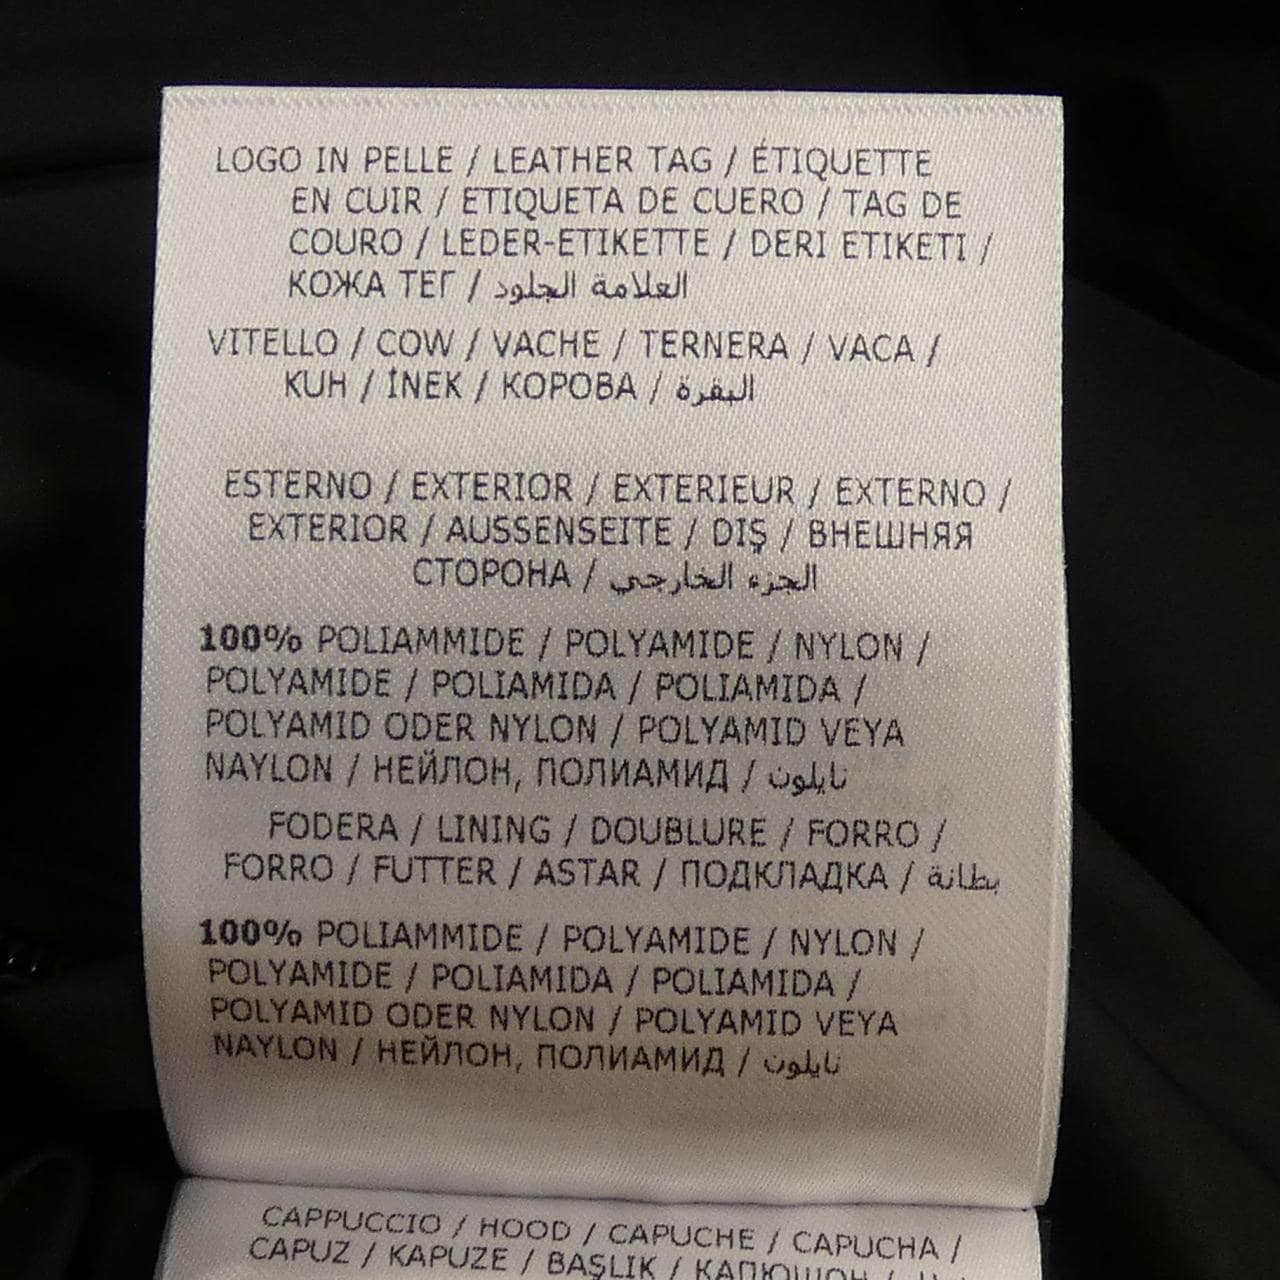 LOGO IN PELLE / LEATHER TAG / ÉTIQUETTE
EN CUIR / ETIQUETA DE CUERO / TAG DE
COURO / LEDER-ETIKETTE / DERI ETIKETI /
КОЖА ТЕГ / العلامة الجلود
VITELLO / COW / VACHE / TERNERA / VACA /
KUH / İNEK / КОРОВА / البقرة
ESTERNO / EXTERIOR / EXTERIEUR / EXTERNO /
EXTERIOR / AUSSENSEITE / DIŞ / ВНЕШНЯЯ
СТОРОНА / الجزء الخارجي
100% POLIAMMIDE / POLYAMIDE / NYLON /
POLYAMIDE / POLIAMIDA / POLIAMIDA /
POLYAMID ODER NYLON / POLYAMID VEYA
NAYLON / НЕЙЛОН, ПОЛИАМИД / نايلون
FODERA / LINING / DOUBLURE / FORRO /
FORRO / FUTTER / ASTAR / ПОДКЛАДКА / بطانة
100% POLIAMMIDE / POLYAMIDE / NYLON /
POLYAMIDE / POLIAMIDA / POLIAMIDA /
POLYAMID ODER NYLON / POLYAMID VEYA
NAYLON / НЕЙЛОН, ПОЛИАМИД / نايلون
CAPPUCCIO / HOOD / CAPUCHE / CAPUCHA /
CAPUZ / KAPUZE / BAŞLIK / КАПЮШОН /